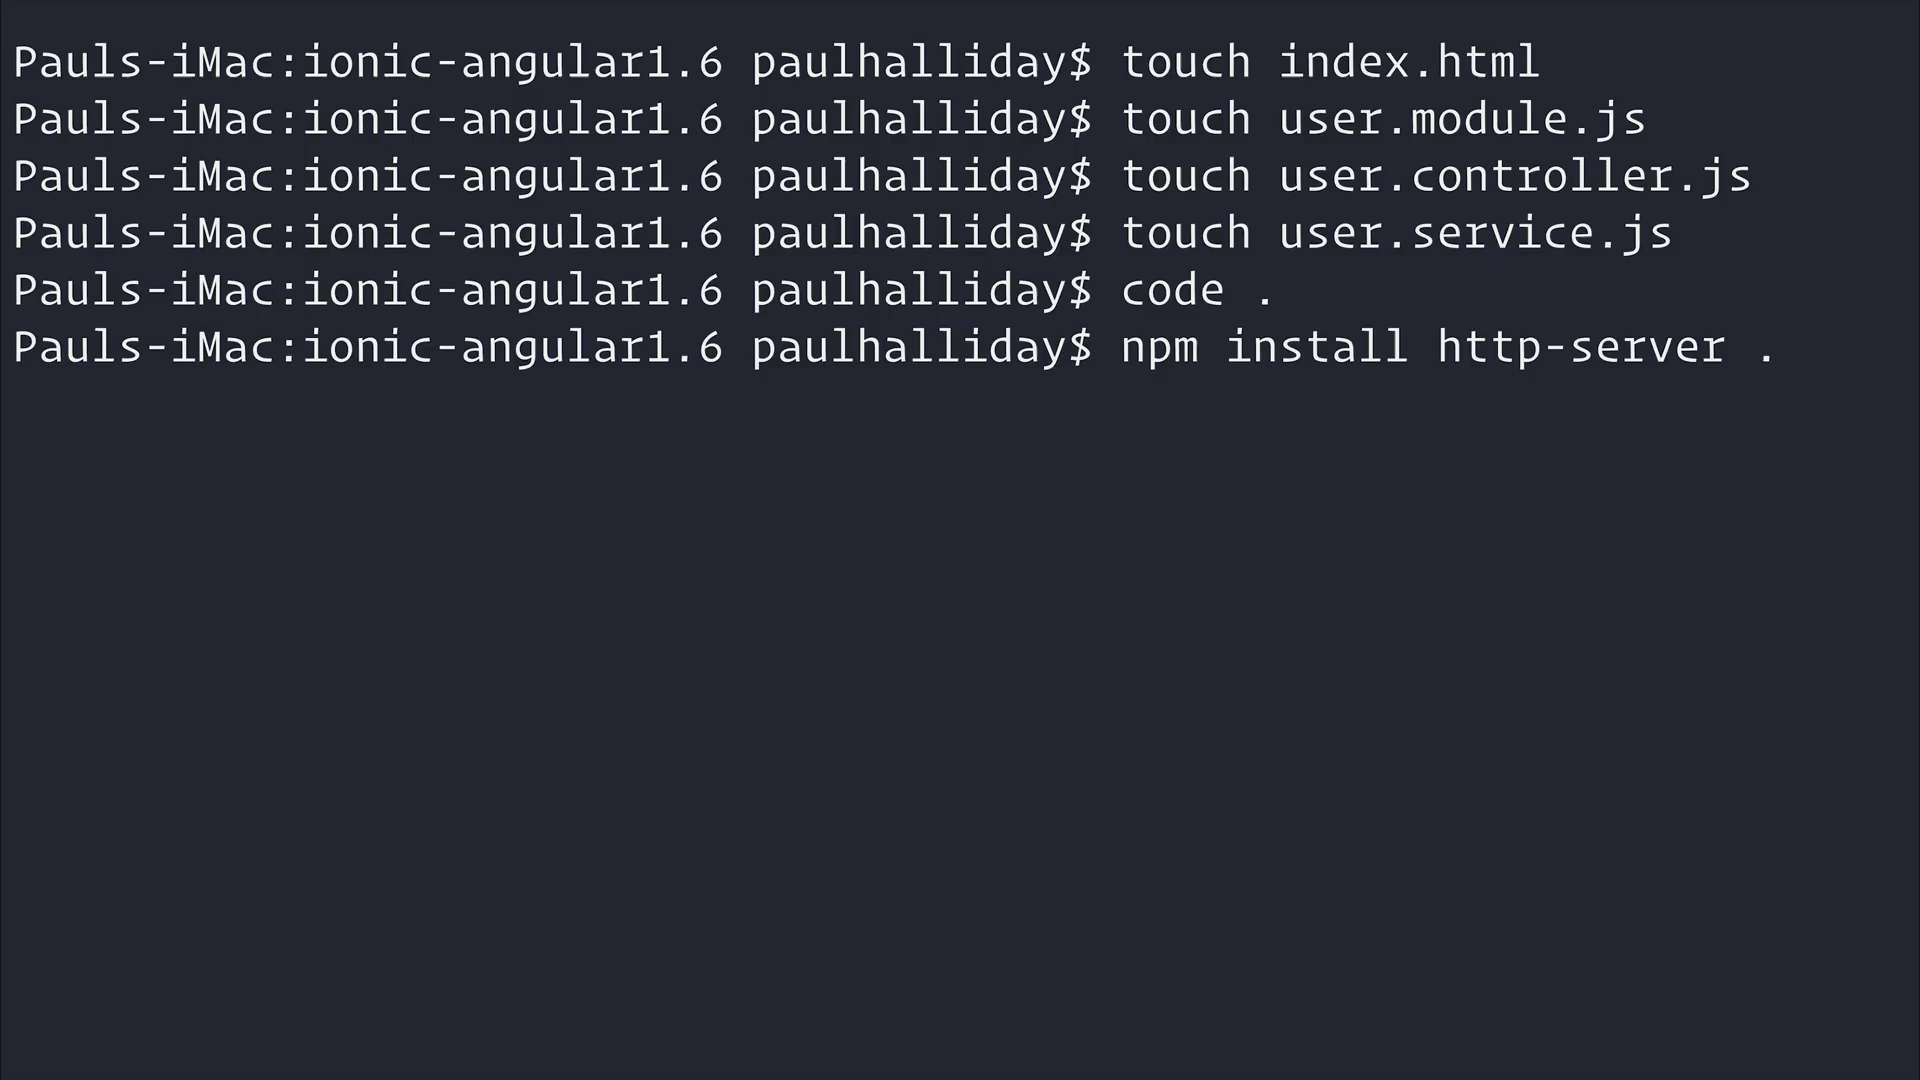 Pauls-iMac:ionic-angular1.6 paulhalliday$ touch index.html
Pauls-iMac:ionic-angular1.6 paulhalliday$ touch user.module.js
Pauls-iMac:ionic-angular1.6 paulhalliday$ touch user.controller.js
Pauls-iMac:ionic-angular1.6 paulhalliday$ touch user.service.js
Pauls-iMac:ionic-angular1.6 paulhalliday$ code .
Pauls-iMac:ionic-angular1.6 paulhalliday$ npm install http-server .